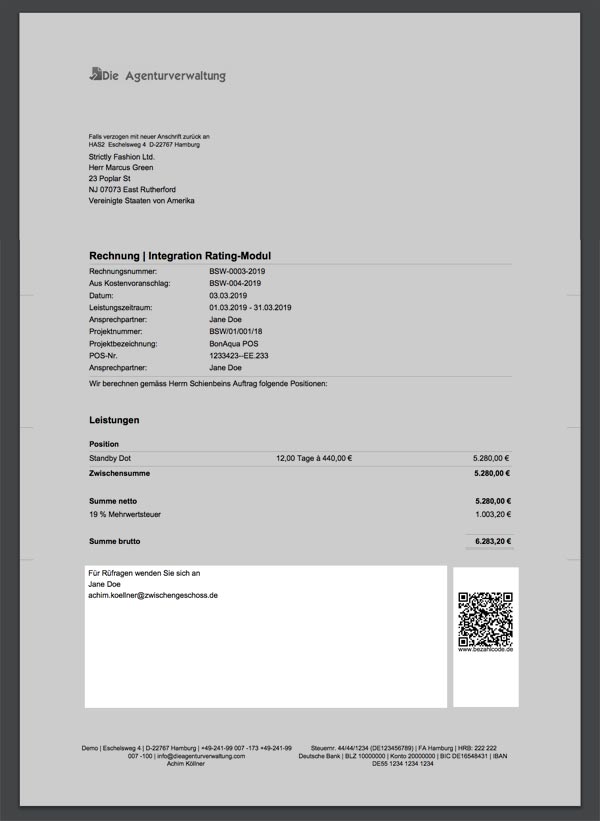 Die Agenturverwaltung
Falls verzogen mit neuer Anschrift zurück an
HAS2 Eschelsweg 4 D-22767 Hamburg
Strictly Fashion Ltd.
Herr Marcus Green
23 Poplar St
NJ 07073 East Rutherford
Vereinigte Staaten von Amerika
Rechnung | Integration Rating-Modul
Rechnungsnummer: BSW-0003-2019
Aus Kostenvoranschlag: BSW-004-2019
Datum: 03.03.2019
Leistungszeitraum: 01.03.2019 - 31.03.2019
Ansprechpartner: Jane Doe
Projektnummer: BSW/01/001/18
Projektbezeichnung: BonAqua POS
POS-Nr. 1233423--EE.233
Ansprechpartner: Jane Doe
Wir berechnen gemäss Herrn Schienbeins Auftrag folgende Positionen:
Leistungen
Position
Standby Dot 12,00 Tage à 440,00 € 5.280,00 €
Zwischensumme 5.280,00 €
Summe netto 5.280,00 €
19 % Mehrwertsteuer 1.003,20 €
Summe brutto 6.283,20 €
Für Rüfragen wenden Sie sich an
Jane Doe
achim.koellner@zwischengeschoss.de
www.bezahlcode.de
Demo | Eschelsweg 4 | D-22767 Hamburg | +49-241-99 007 -173 +49-241-99
007 -100 | info@dieagenturverwaltung.com
Achim Köllner
Steuernr. 44/44/1234 (DE123456789) | FA Hamburg | HRB: 222 222
Deutsche Bank | BLZ 10000000 | Konto 20000000 | BIC DE16548431 | IBAN
DE55 1234 1234 1234